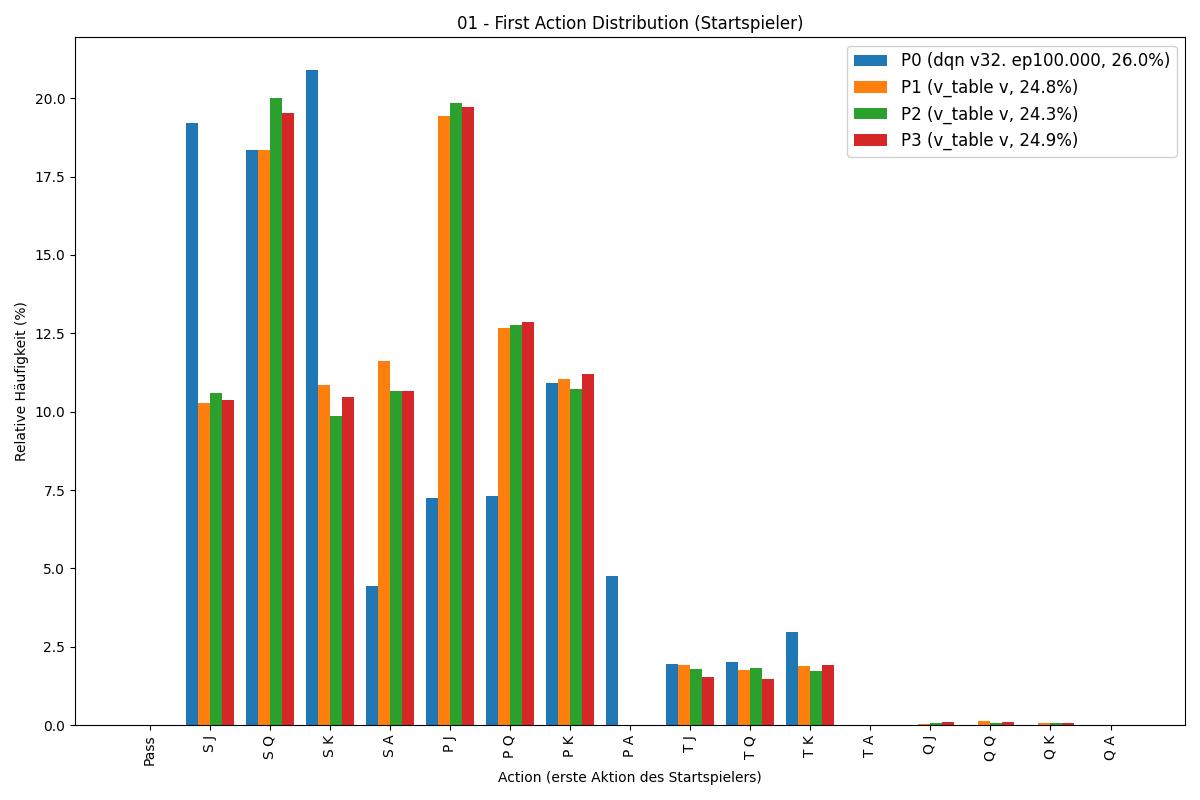 01 - First Action Distribution (Startspieler)
P0 (dqn v32. ep100.000, 26.0%)
P1 (v_table v, 24.8%)
P2 (v_table v, 24.3%)
P3 (v_table v, 24.9%)
Relative Häufigkeit (%)
20.0
17.5
15.0
12.5
10.0
7.5
5.0
2.5
0.0
Pass
S J
S Q
S K
S A
P J
P Q
P K
P A
T J
T Q
T K
T A
Q J
Q Q
Q K
Q A
Action (erste Aktion des Startspielers)